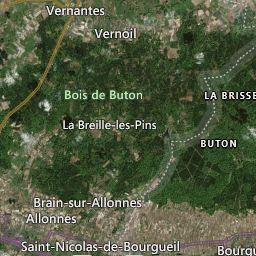 Vernantes
Vernoil
Bois de Buton
LA BRISSE
La Breille-les-Pins
BUTON
Brain-sur-Allonnes
Allonnes
Saint-Nicolas-de-Bourgueil
Bourgu